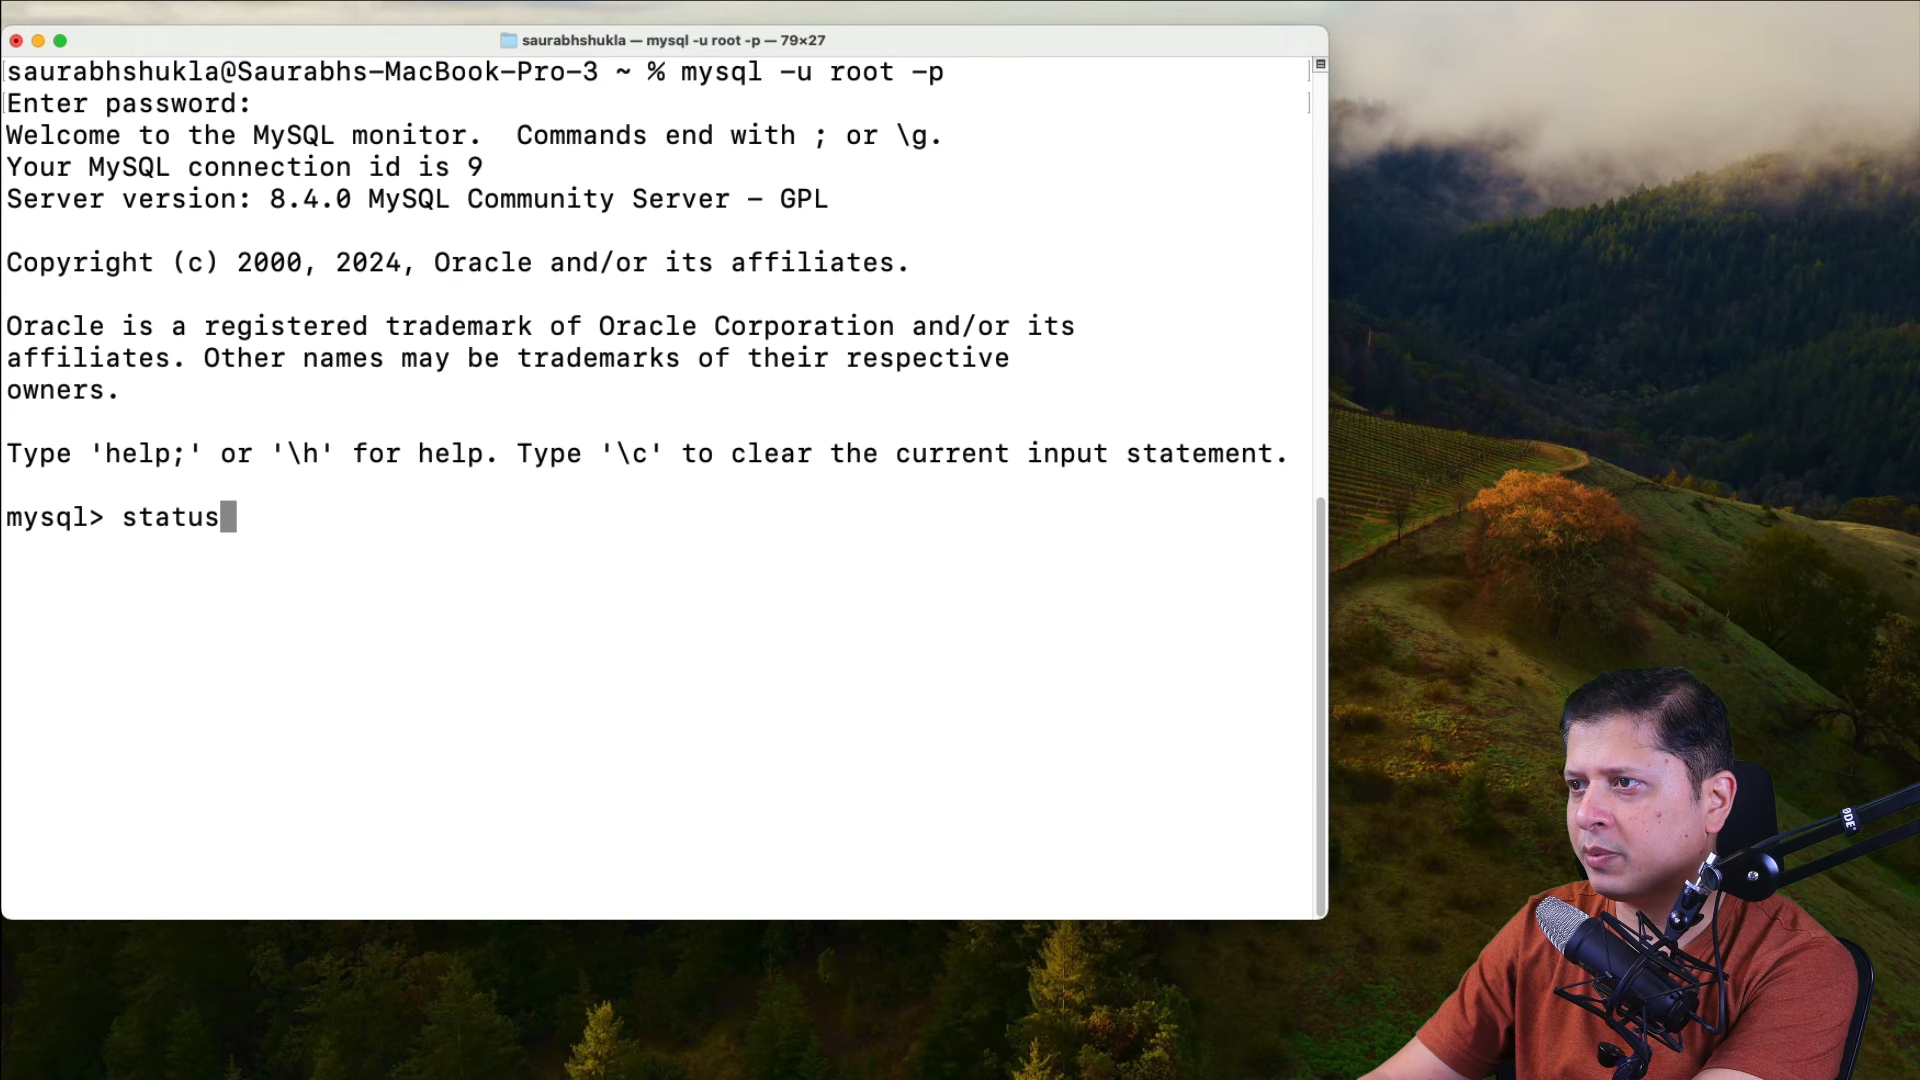 saurabhshukla — mysql -u root -p — 79×27
saurabhshukla@Saurabhs-MacBook-Pro-3 ~ % mysql -u root -p
Enter password:
Welcome to the MySQL monitor.  Commands end with ; or \g.
Your MySQL connection id is 9
Server version: 8.4.0 MySQL Community Server - GPL
Copyright (c) 2000, 2024, Oracle and/or its affiliates.
Oracle is a registered trademark of Oracle Corporation and/or its
affiliates. Other names may be trademarks of their respective
owners.
Type 'help;' or '\h' for help. Type '\c' to clear the current input statement.
mysql> status